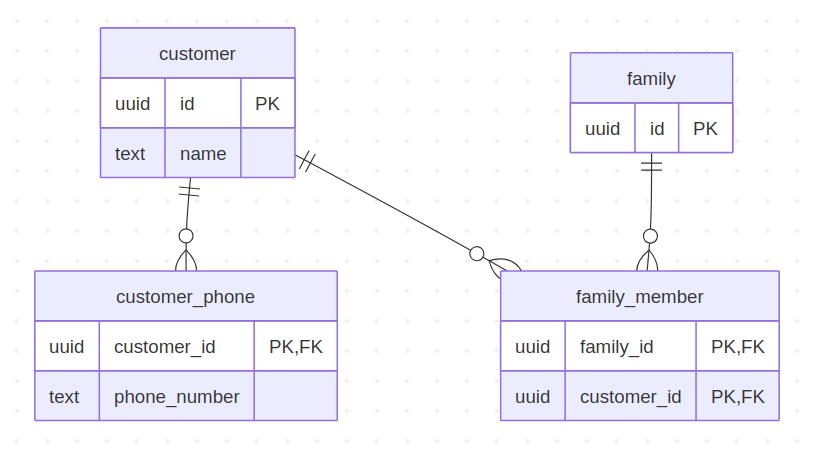 customer
uuid id PK
text name
family
uuid id PK
customer_phone
uuid customer_id PK,FK
text phone_number
family_member
uuid family_id PK,FK
uuid customer_id PK,FK